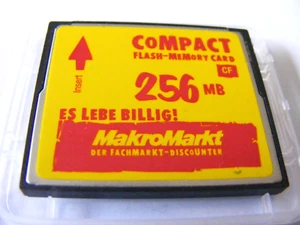 COMPACT
FLASH-MEMORY CARD
CF
Insert
256 MB
ES LEBE BILLIG!
MakroMarkt
DER FACHMARKT-DISCOUNTER